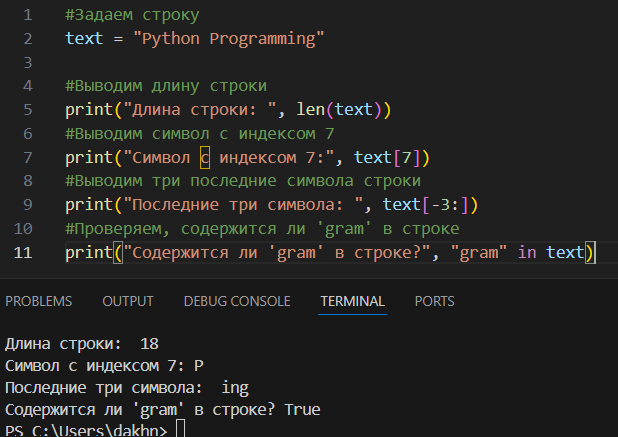 1 #Задаем строку
2 text = "Python Programming"
3
4 #Выводим длину строки
5 print("Длина строки: ", len(text))
6 #Выводим символ с индексом 7
7 print("Символ с индексом 7:", text[7])
8 #Выводим три последние символа строки
9 print("Последние три символа: ", text[-3:])
10 #Проверяем, содержится ли 'gram' в строке
11 print("Содержится ли 'gram' в строке?", "gram" in text)
PROBLEMS OUTPUT DEBUG CONSOLE TERMINAL PORTS
Длина строки:  18
Символ с индексом 7: P
Последние три символа:  ing
Содержится ли 'gram' в строке? True
PS C:\Users\dakhn>